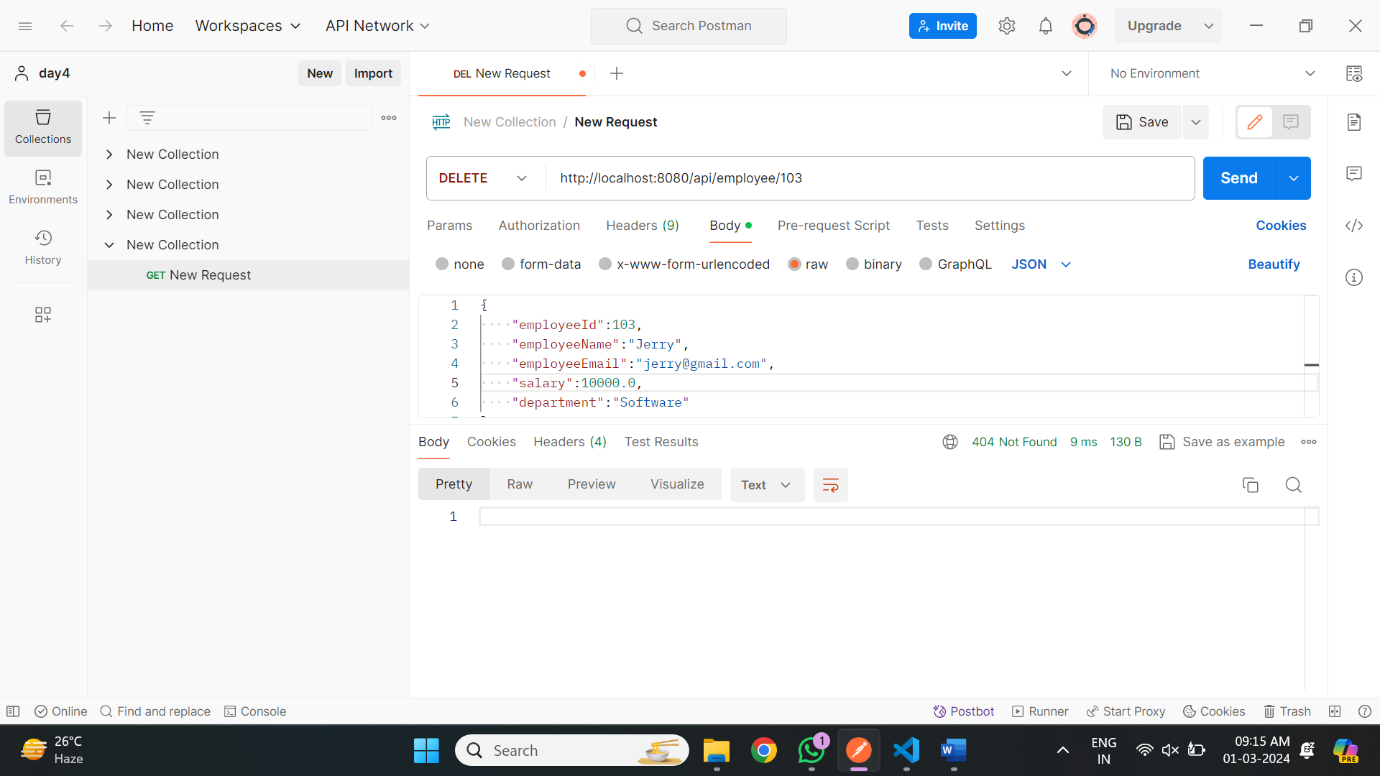 Home Workspaces API Network Search Postman Invite Upgrade
day4 New Import DEL New Request No Environment
HTTP New Collection / New Request Save
Collections
Environments
History
New Collection
New Collection
New Collection
New Collection
GET New Request
DELETE http://localhost:8080/api/employee/103 Send
Params Authorization Headers (9) Body Pre-request Script Tests Settings Cookies
none form-data x-www-form-urlencoded raw binary GraphQL JSON Beautify
1 {
2 "employeeId":103,
3 "employeeName":"Jerry",
4 "employeeEmail":"jerry@gmail.com",
5 "salary":10000.0,
6 "department":"Software"
Body Cookies Headers (4) Test Results 404 Not Found 9 ms 130 B Save as example
Pretty Raw Preview Visualize Text
1
Online Find and replace Console Postbot Runner Start Proxy Cookies Trash
26°C
Haze
Search
1
ENG
IN
09:15 AM
01-03-2024
PRE